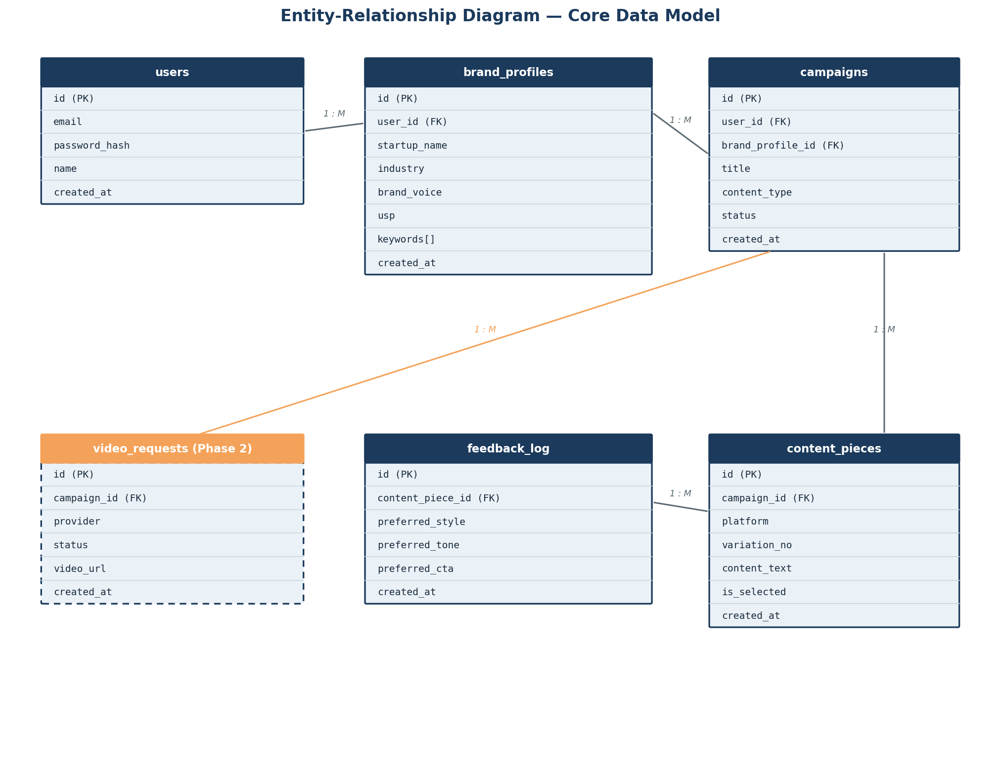 Entity-Relationship Diagram — Core Data Model
users
id (PK)
email
password_hash
name
created_at
1 : M
brand_profiles
id (PK)
user_id (FK)
startup_name
industry
brand_voice
usp
keywords[]
created_at
1 : M
campaigns
id (PK)
user_id (FK)
brand_profile_id (FK)
title
content_type
status
created_at
1 : M
1 : M
video_requests (Phase 2)
id (PK)
campaign_id (FK)
provider
status
video_url
created_at
feedback_log
id (PK)
content_piece_id (FK)
preferred_style
preferred_tone
preferred_cta
created_at
1 : M
content_pieces
id (PK)
campaign_id (FK)
platform
variation_no
content_text
is_selected
created_at